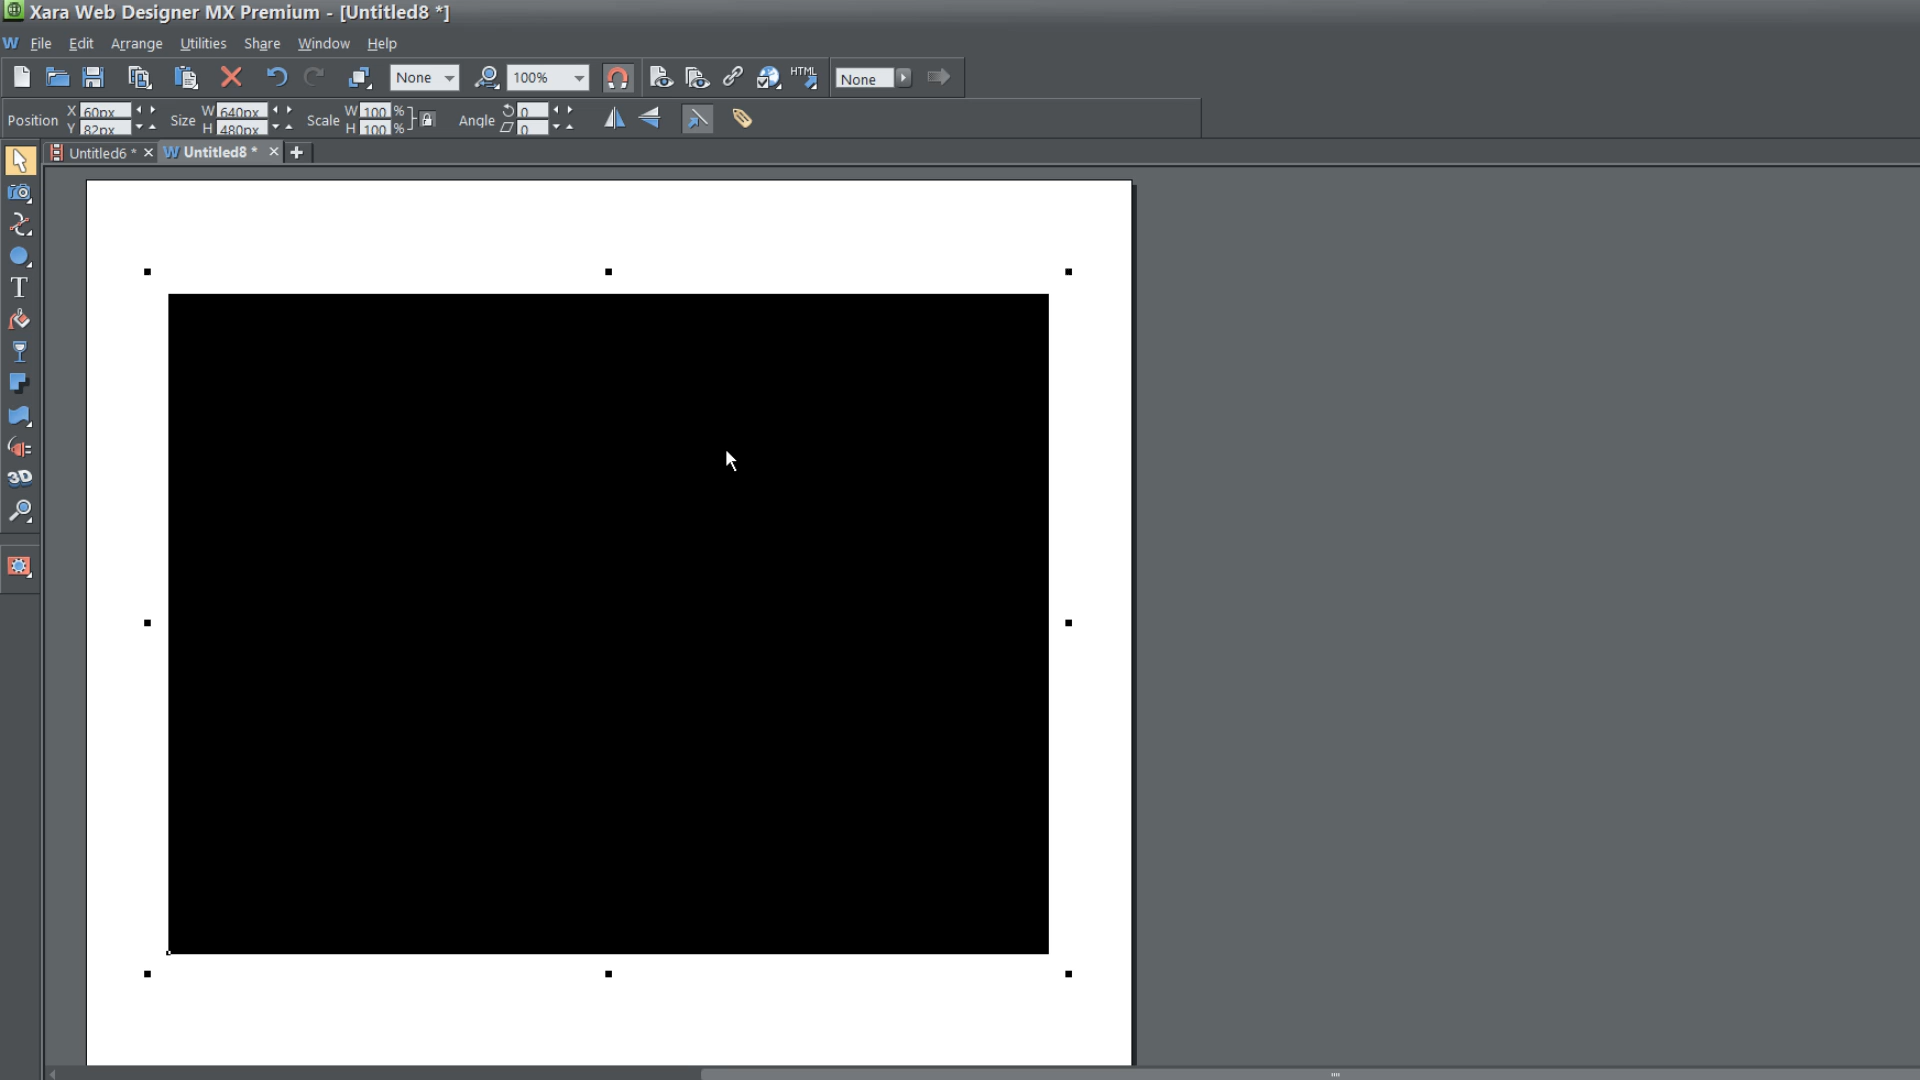 Xara Web Designer MX Premium - [Untitled8 *]
W File Edit Arrange Utilities Share Window Help
None 100% HTML None
Position X 60px Size W 640px Scale W 100 % Angle 0
Y 82px H 480px H 100 % 0
Untitled6 * W Untitled8 *
T
3D